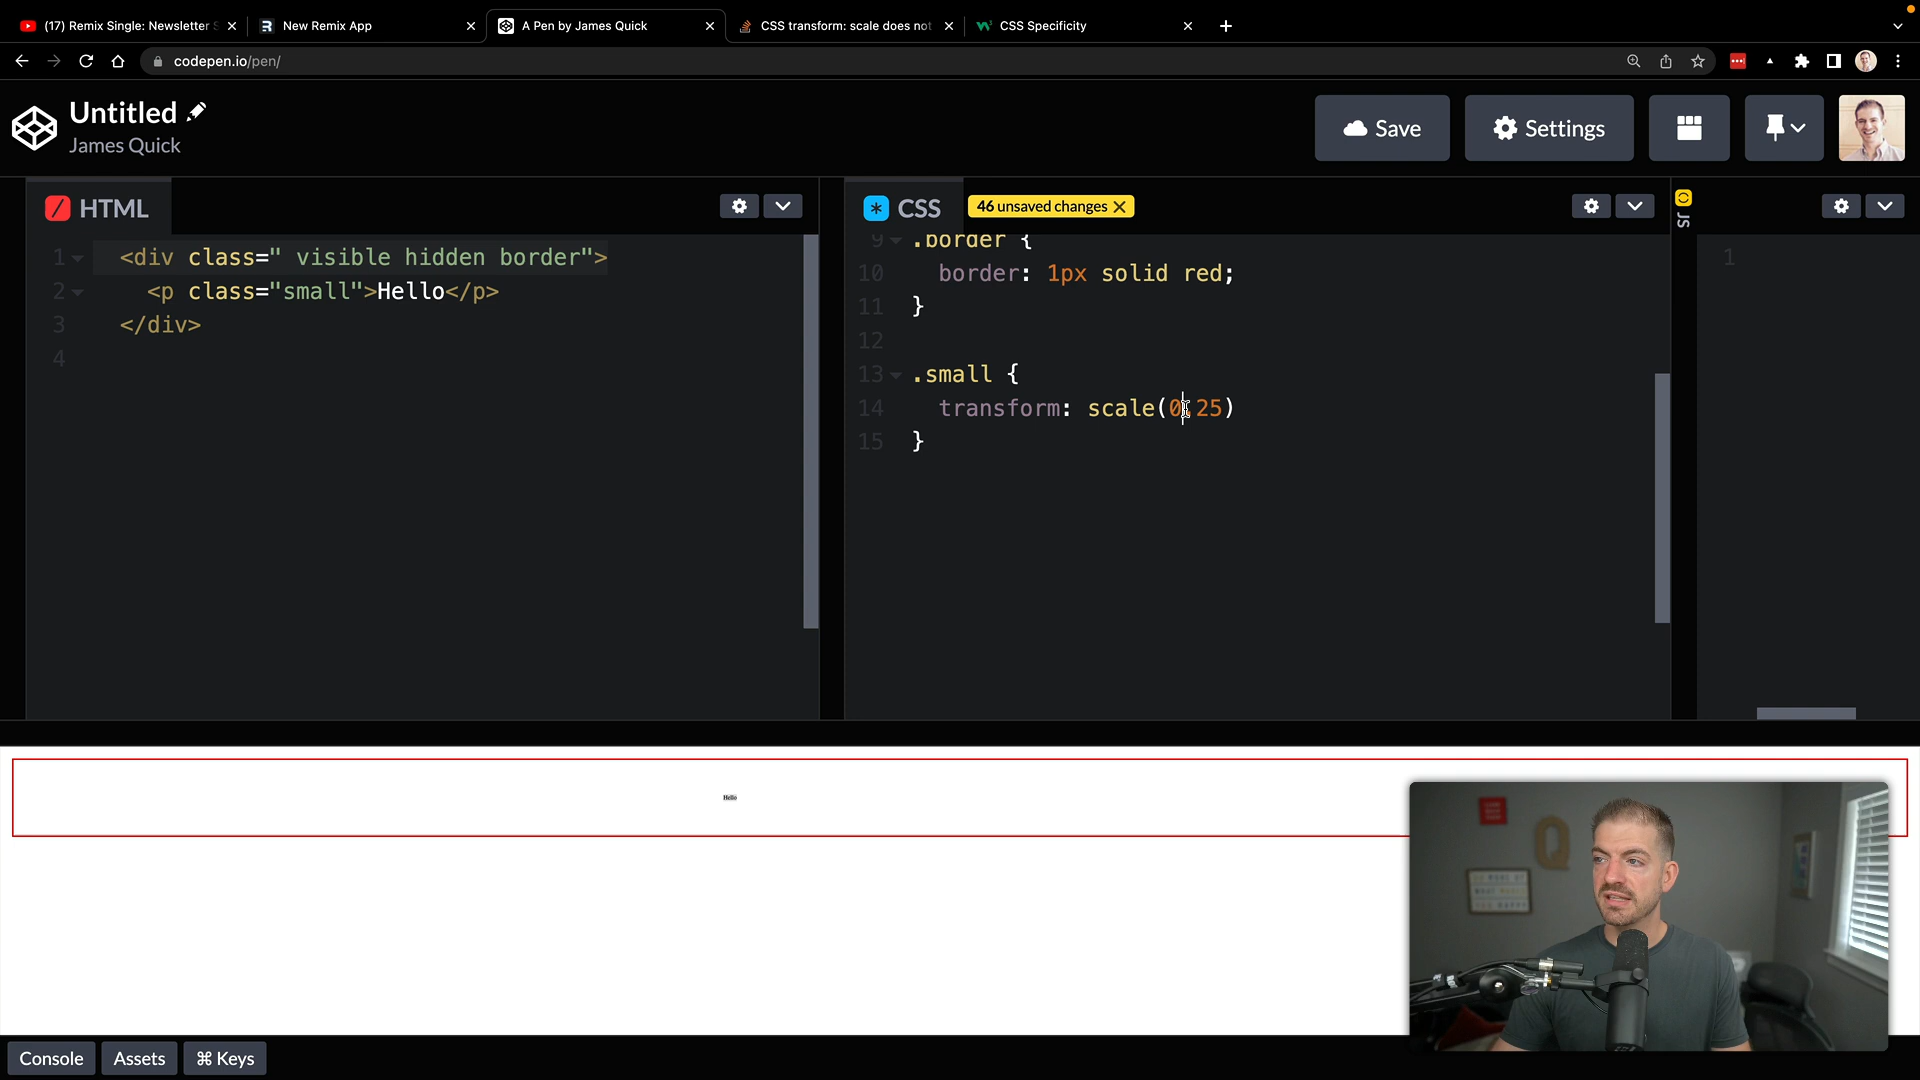 (17) Remix Single: Newsletter S
New Remix App
A Pen by James Quick
CSS transform: scale does not
CSS Specificity
codepen.io/pen/
Untitled
James Quick
Save
Settings
HTML
CSS
46 unsaved changes
JS
1 <div class=" visible hidden border">
2 <p class="small">Hello</p>
3 </div>
4
9 .border {
10 border: 1px solid red;
11 }
12
13 .small {
14 transform: scale(0.25)
15 }
1
Hello
Console
Assets
⌘ Keys